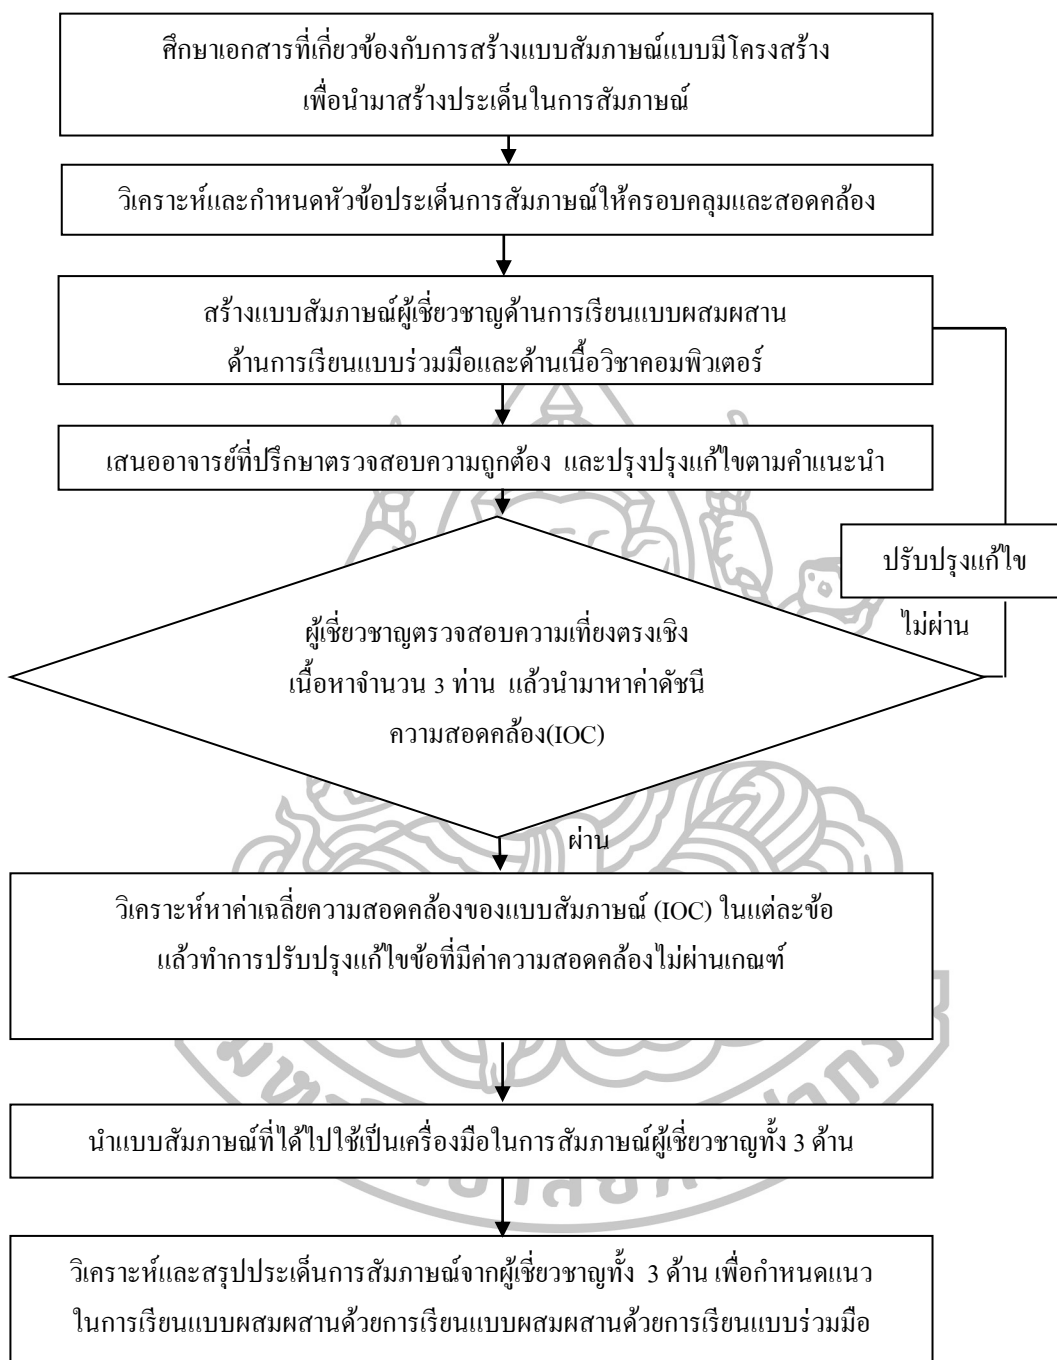 ศึกษาเอกสารที่เกี่ยวข้องกับการสร้างแบบสัมภาษณ์แบบมีโครงสร้าง
เพื่อนำมาสร้างประเด็นในการสัมภาษณ์
วิเคราะห์และกำหนดหัวข้อประเด็นการสัมภาษณ์ให้ครอบคลุมและสอดคล้อง
สร้างแบบสัมภาษณ์ผู้เชี่ยวชาญด้านการเรียนแบบผสมผสาน
ด้านการเรียนแบบร่วมมือและด้านเนื้อวิชาคอมพิวเตอร์
เสนออาจารย์ที่ปรึกษาตรวจสอบความถูกต้อง และปรุงปรุงแก้ไขตามคำแนะนำ
ปรับปรุงแก้ไข
ไม่ผ่าน
ผู้เชี่ยวชาญตรวจสอบความเที่ยงตรงเชิง
เนื้อหาจำนวน 3 ท่าน แล้วนำมาหาค่าดัชนี
ความสอดคล้อง(IOC)
ผ่าน
วิเคราะห์หาค่าเฉลี่ยความสอดคล้องของแบบสัมภาษณ์ (IOC) ในแต่ละข้อ
แล้วทำการปรับปรุงแก้ไขข้อที่มีค่าความสอดคล้องไม่ผ่านเกณฑ์
นำแบบสัมภาษณ์ที่ได้ไปใช้เป็นเครื่องมือในการสัมภาษณ์ผู้เชี่ยวชาญทั้ง 3 ด้าน
วิเคราะห์และสรุปประเด็นการสัมภาษณ์จากผู้เชี่ยวชาญทั้ง 3 ด้าน เพื่อกำหนดแนว
ในการเรียนแบบผสมผสานด้วยการเรียนแบบผสมผสานด้วยการเรียนแบบร่วมมือ